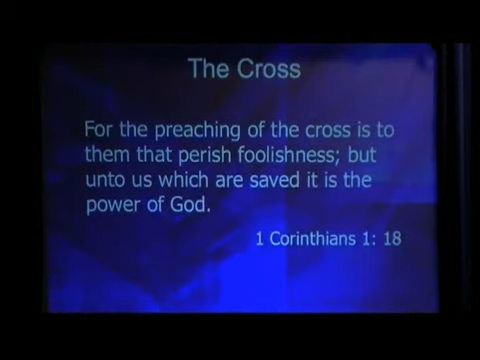 The Cross
For the preaching of the cross is to
them that perish foolishness; but
unto us which are saved it is the
power of God.
1 Corinthians 1: 18